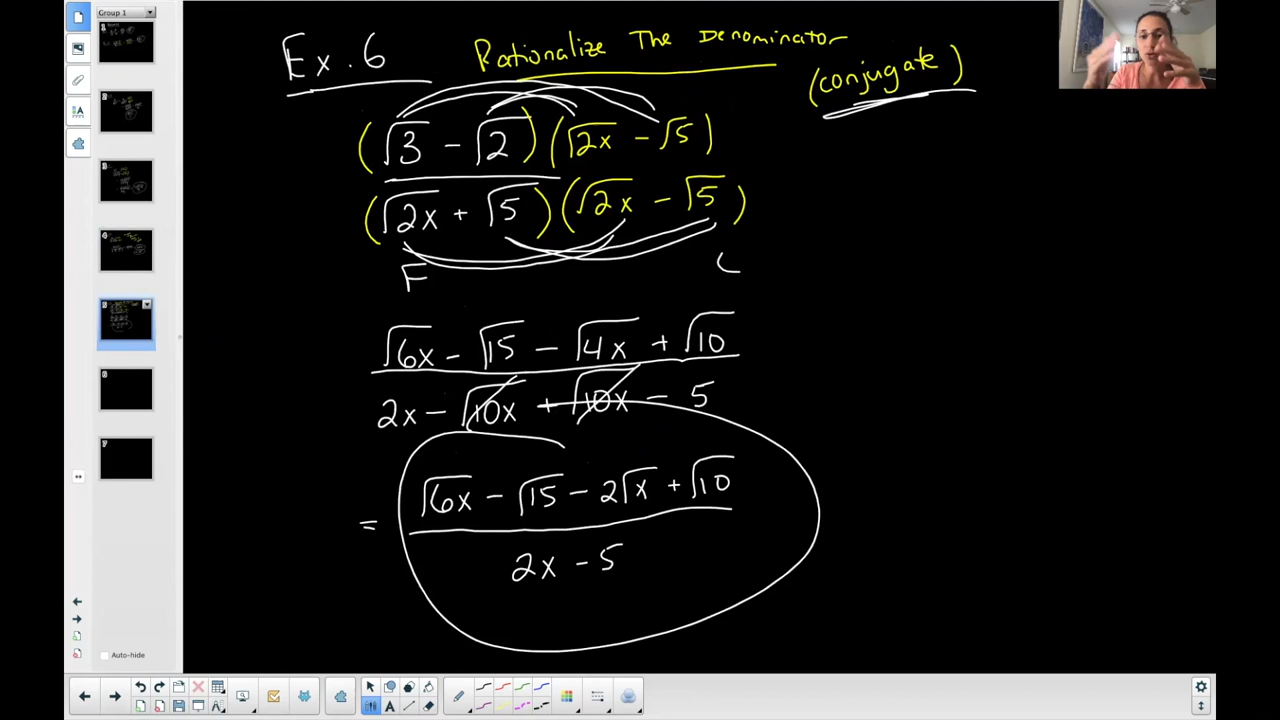 Group 1
Ex. 6 Rationalize The Denominator
(conjugate)
(√3 − √2)(√2x − √5)
(√2x + √5)(√2x − √5)
F L
√6x − √15 − √4x + √10
2x − √10x + √10x − 5
= √6x − √15 − 2√x + √10
2x − 5
Auto-hide